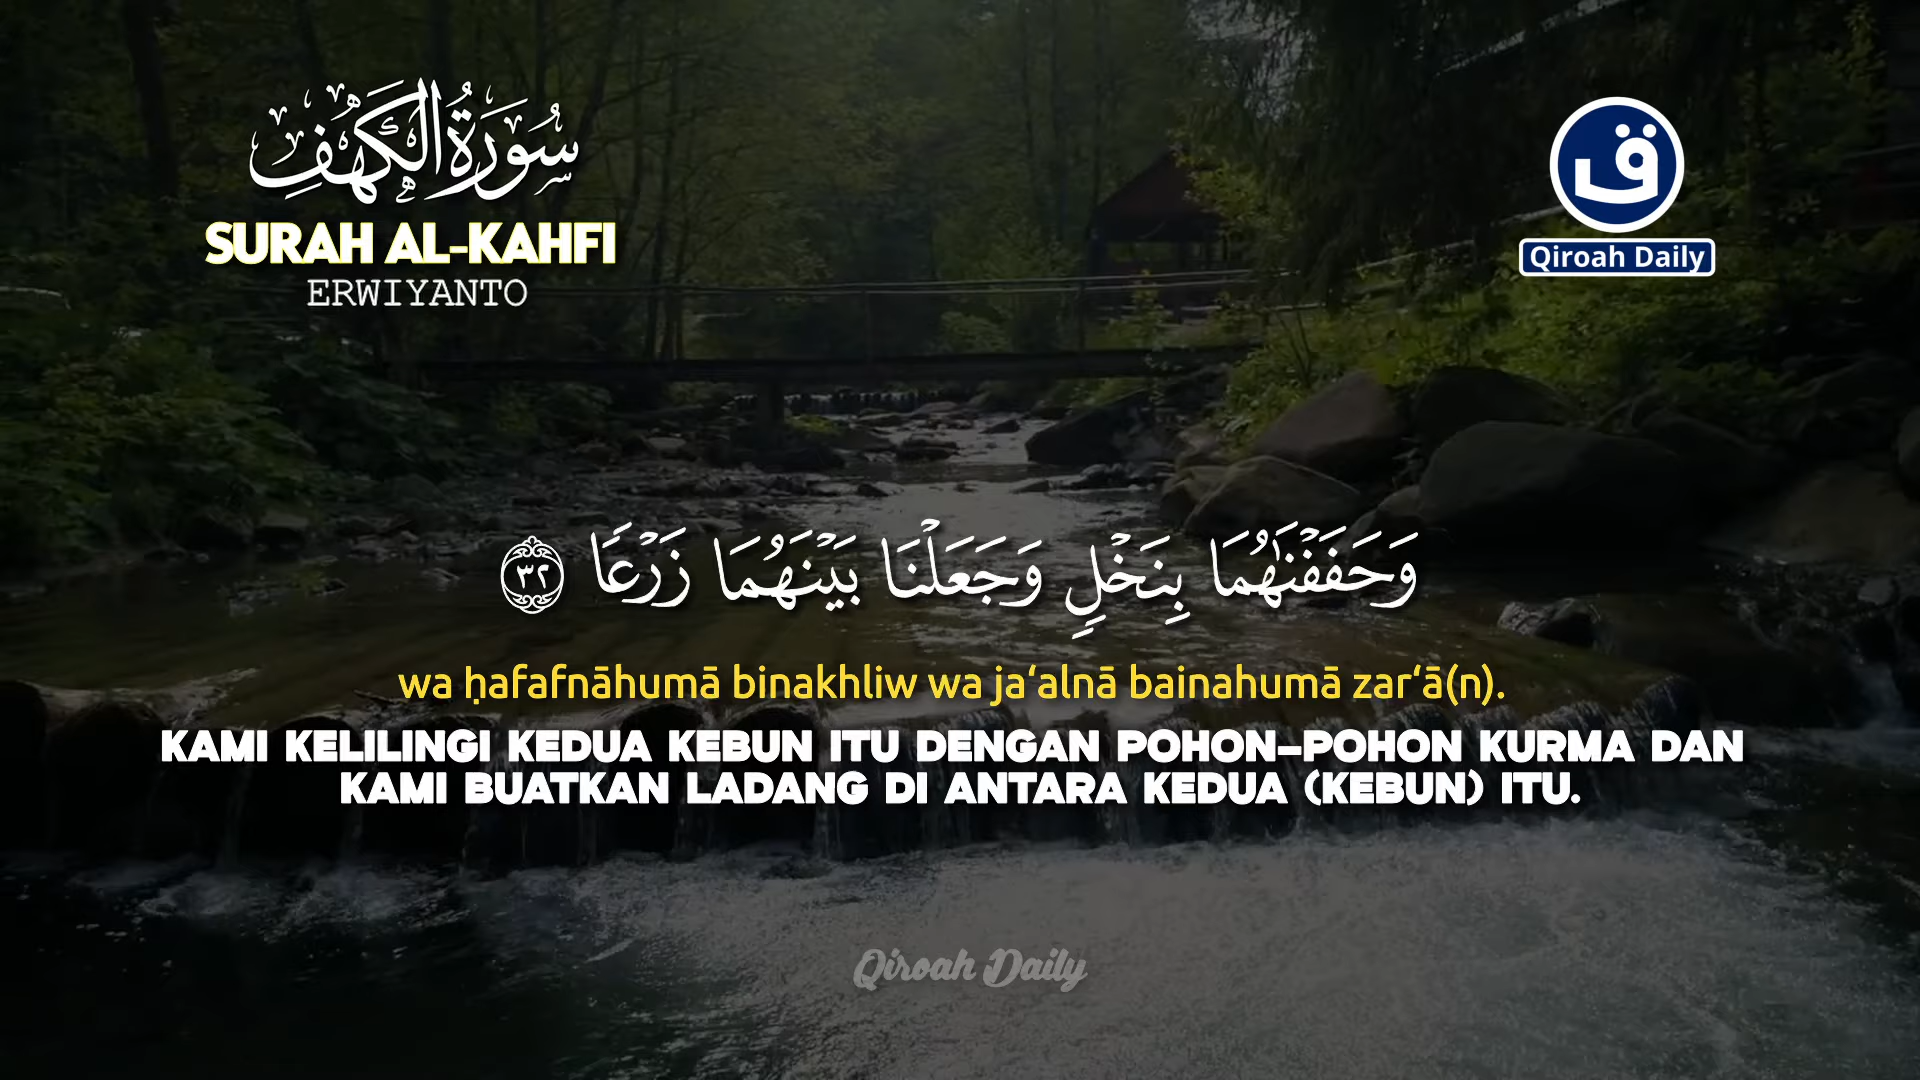 سُورَةُ الْكَهْفِ
SURAH AL-KAHFI
ERWIYANTO
ق
Qiroah Daily
وَحَفَفْنَٰهُمَا بِنَخْلٍ وَجَعَلْنَا بَيْنَهُمَا زَرْعًا ٣٢
wa ḥafafnāhumā binakhliw wa ja‘alnā bainahumā zar‘ā(n).
KAMI KELILINGI KEDUA KEBUN ITU DENGAN POHON-POHON KURMA DAN
KAMI BUATKAN LADANG DI ANTARA KEDUA (KEBUN) ITU.
Qiroah Daily